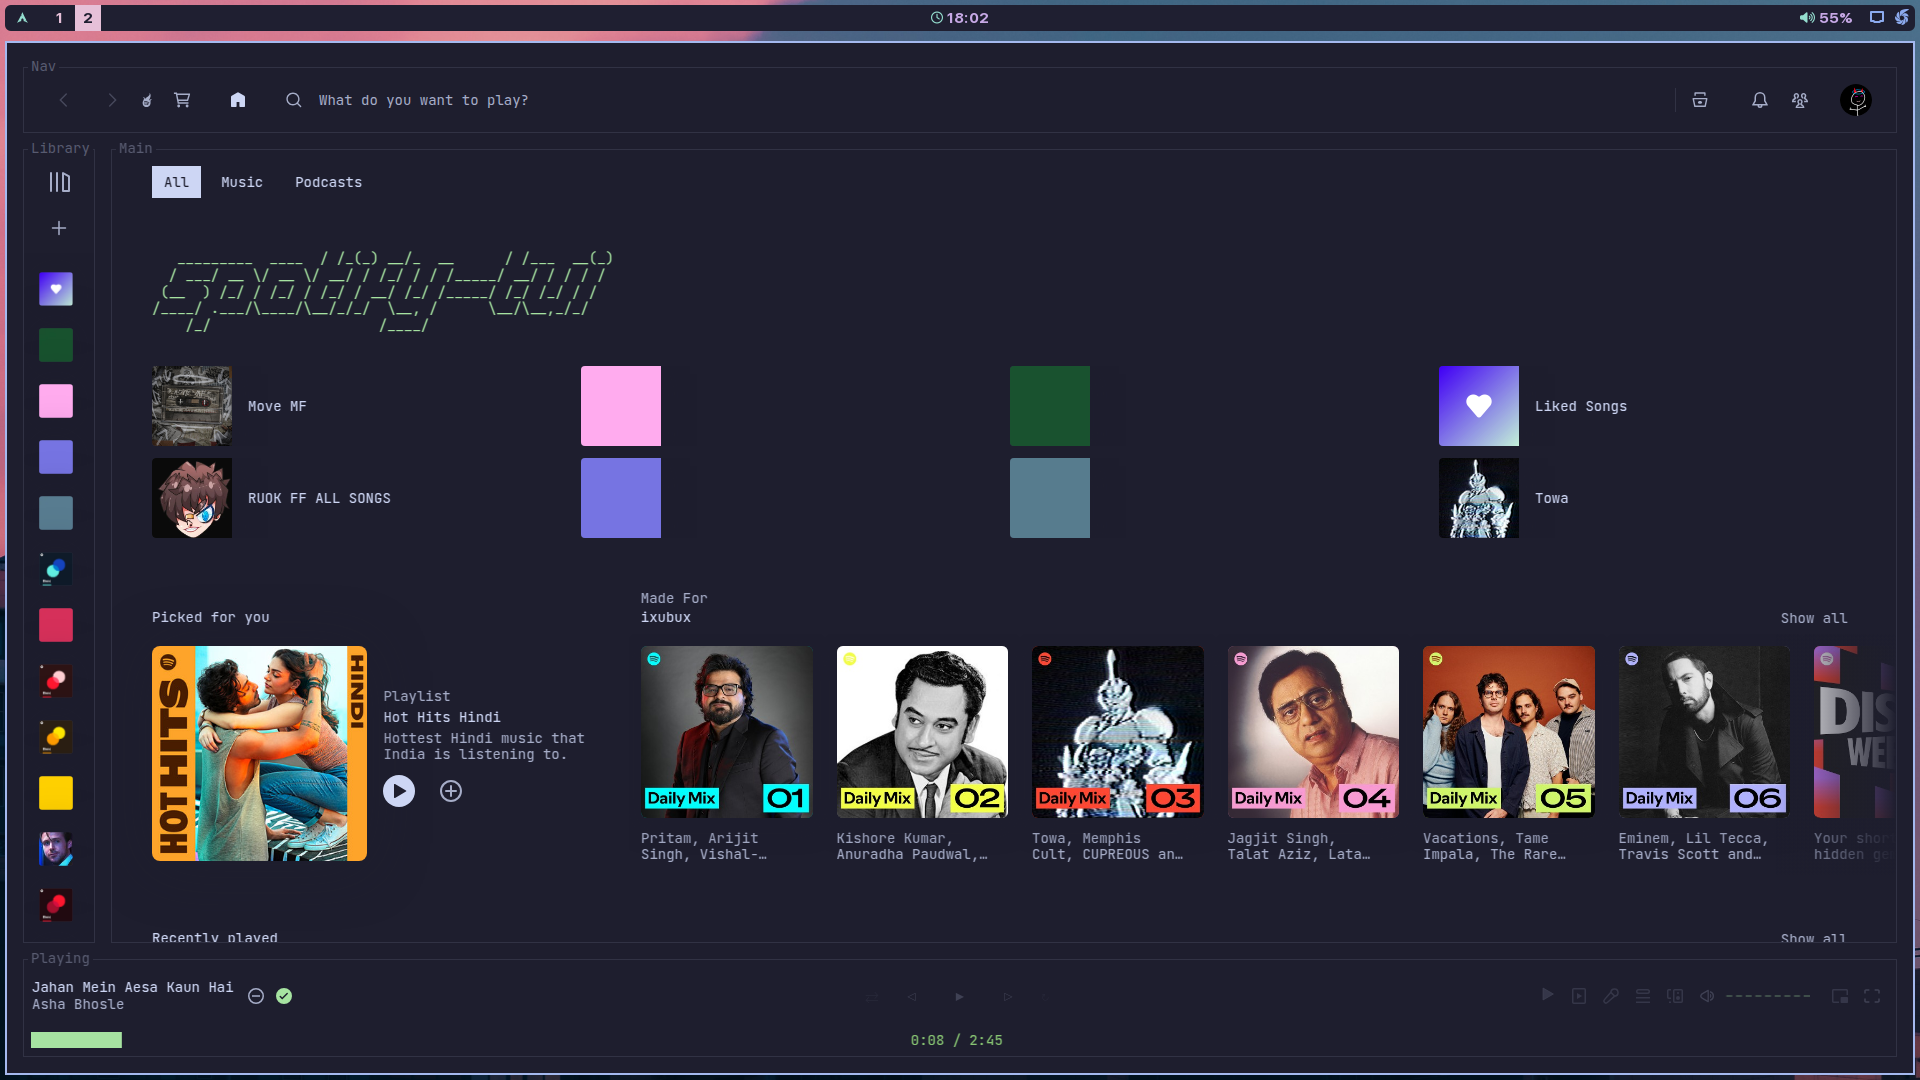 1 2
18:02
55%
Nav
What do you want to play?
Library
Main
All Music Podcasts
spotify-tui
Move MF
Liked Songs
RUOK FF ALL SONGS
Towa
Picked for you
HOTHITS
HINDI
Playlist
Hot Hits Hindi
Hottest Hindi music that
India is listening to.
Made For
ixubux
Show all
Daily Mix 01
Pritam, Arijit
Singh, Vishal-…
Daily Mix 02
Kishore Kumar,
Anuradha Paudwal,…
Daily Mix 03
Towa, Memphis
Cult, CUPREOUS an…
Daily Mix 04
Jagjit Singh,
Talat Aziz, Lata…
Daily Mix 05
Vacations, Tame
Impala, The Rare…
Daily Mix 06
Eminem, Lil Tecca,
Travis Scott and…
DIS
WEE
Your shor
hidden ge
Recently played
Show all
Playing
Jahan Mein Aesa Kaun Hai
Asha Bhosle
0:08 / 2:45